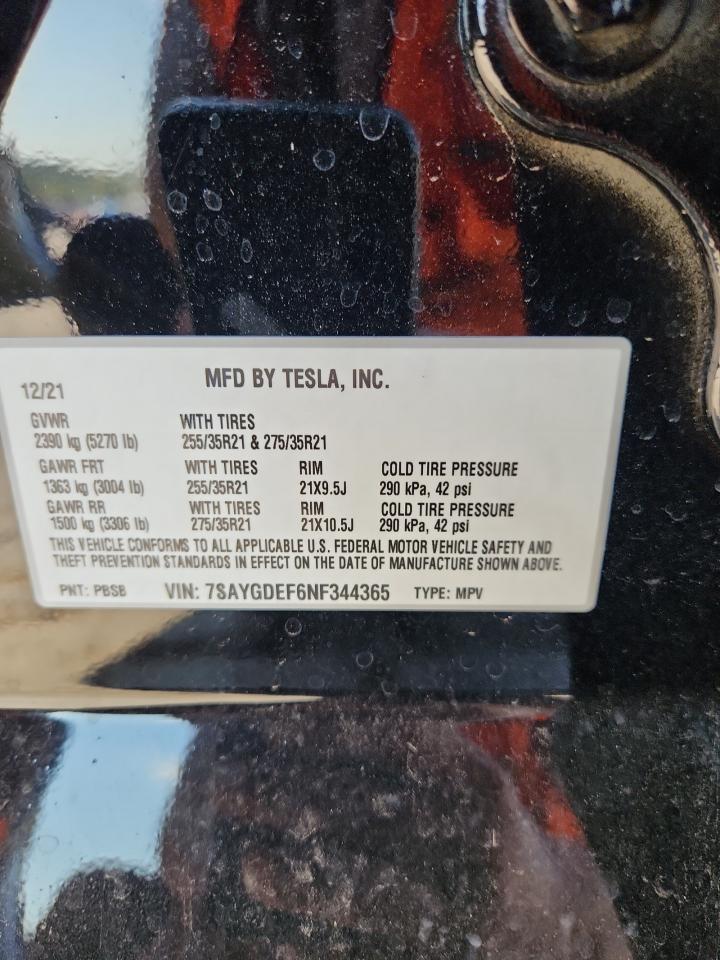 MFD BY TESLA, INC.
12/21
GVWR WITH TIRES
2390 kg (5270 lb) 255/35R21 & 275/35R21
GAWR FRT WITH TIRES RIM COLD TIRE PRESSURE
1363 kg (3004 lb) 255/35R21 21X9.5J 290 kPa, 42 psi
GAWR RR WITH TIRES RIM COLD TIRE PRESSURE
1500 kg (3306 lb) 275/35R21 21X10.5J 290 kPa, 42 psi
THIS VEHICLE CONFORMS TO ALL APPLICABLE U.S. FEDERAL MOTOR VEHICLE SAFETY AND
THEFT PREVENTION STANDARDS IN EFFECT ON THE DATE OF MANUFACTURE SHOWN ABOVE.
PNT: PBSB VIN: 7SAYGDEF6NF344365 TYPE: MPV